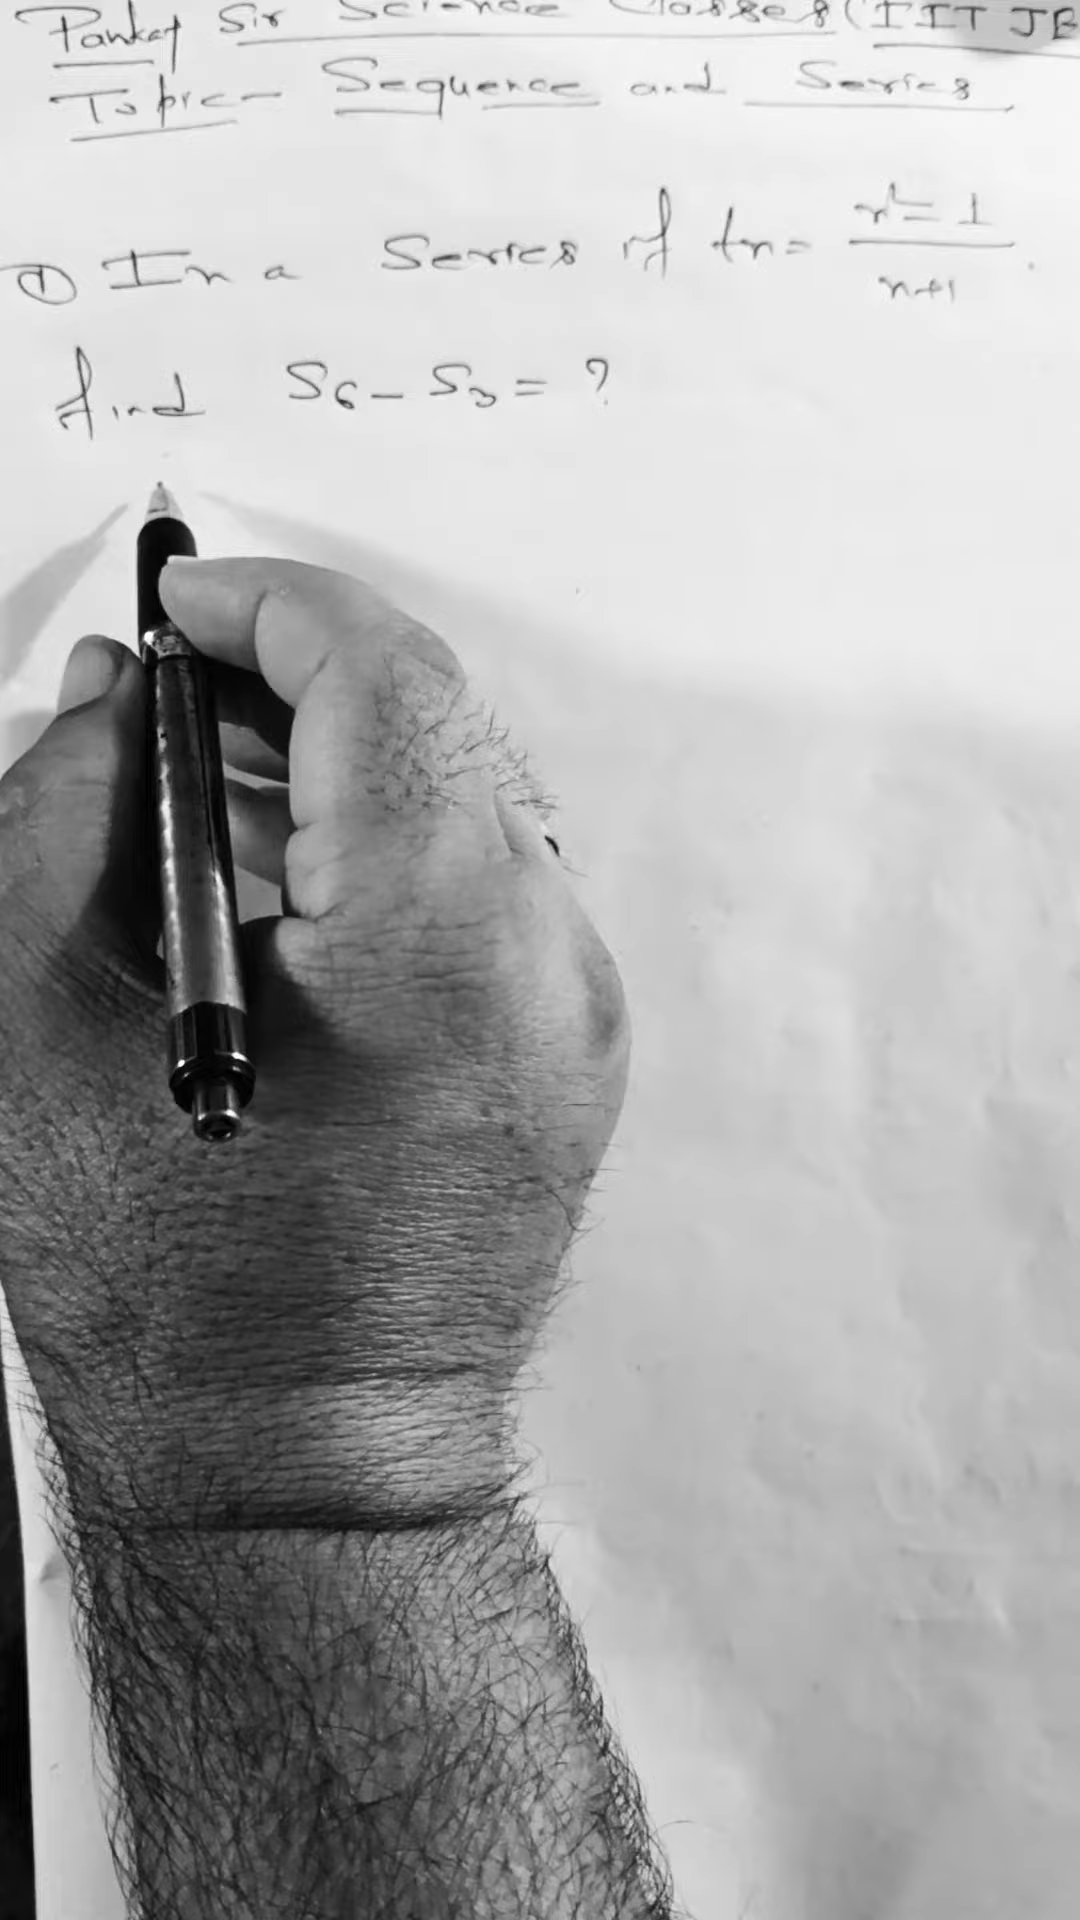 Pankaj Sir Science Classes (IIT JE
Topic - Sequence and Series
① In a Series if tn = n²-1/n+1.
find S6 - S3 = ?